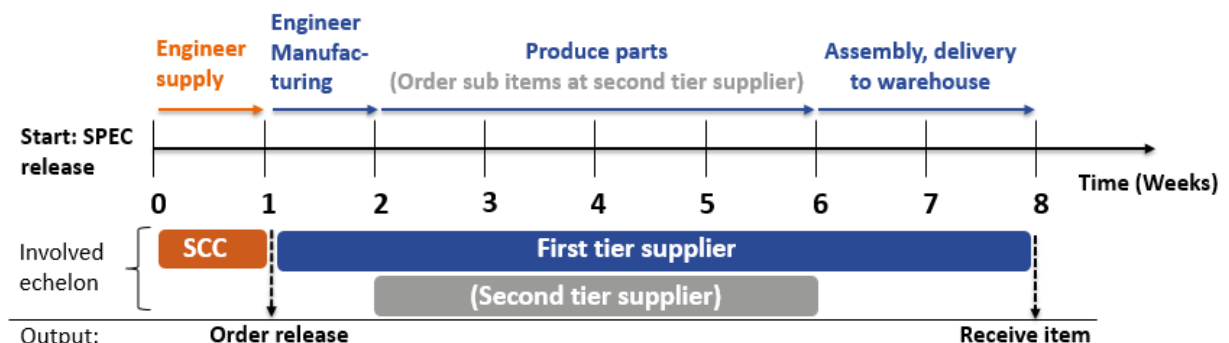 Engineer
supply
Engineer
Manufac-
turing
Produce parts
(Order sub items at second tier supplier)
Assembly, delivery
to warehouse
Start: SPEC
release
Time (Weeks)
0 1 2 3 4 5 6 7 8
Involved
echelon
SCC
First tier supplier
(Second tier supplier)
Output:
Order release
Receive item